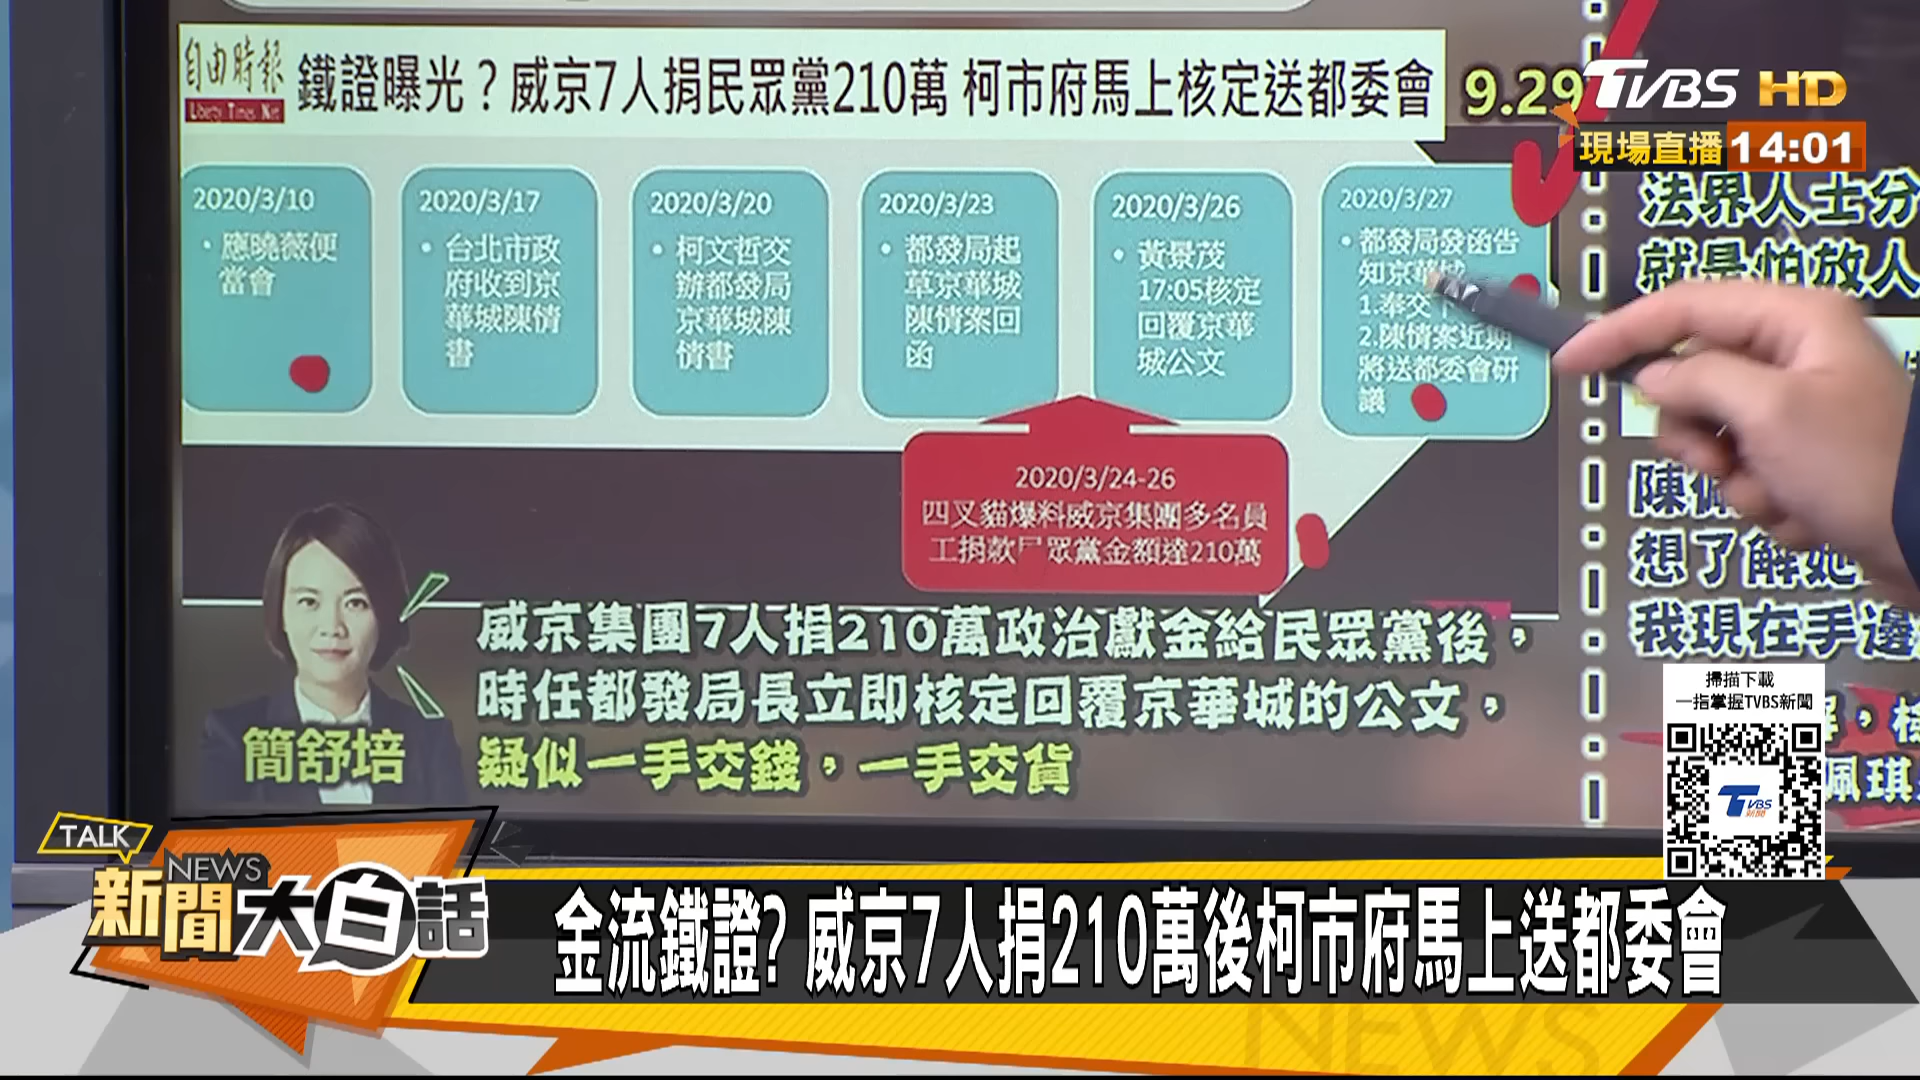 自由時報
Liberty Times Net
鐵證曝光？威京7人捐民眾黨210萬 柯市府馬上核定送都委會
9.29
TVBS HD
現場直播 14:01
2020/3/10
•應曉薇便
當會
2020/3/17
•台北市政
府收到京
華城陳情
書
2020/3/20
•柯文哲交
辦都發局
京華城陳
情書
2020/3/23
•都發局起
草京華城
陳情案回
函
2020/3/26
•黃景茂
17:05核定
回覆京華
城公文
2020/3/27
•都發局發函告
知京華城
1.奉交下
2.陳情案近期
將送都委會研
議
2020/3/24-26
四叉貓爆料威京集團多名員
工捐款民眾黨金額達210萬
簡舒培
威京集團7人捐210萬政治獻金給民眾黨後，
時任都發局長立即核定回覆京華城的公文，
疑似一手交錢，一手交貨
法界人士分
就是怕放人
陳佩
想了解她
我現在手邊
佩琪
掃描下載
一指掌握TVBS新聞
TVBS
新聞
TALK
NEWS
新聞大白話
金流鐵證？威京7人捐210萬後柯市府馬上送都委會
NEWS